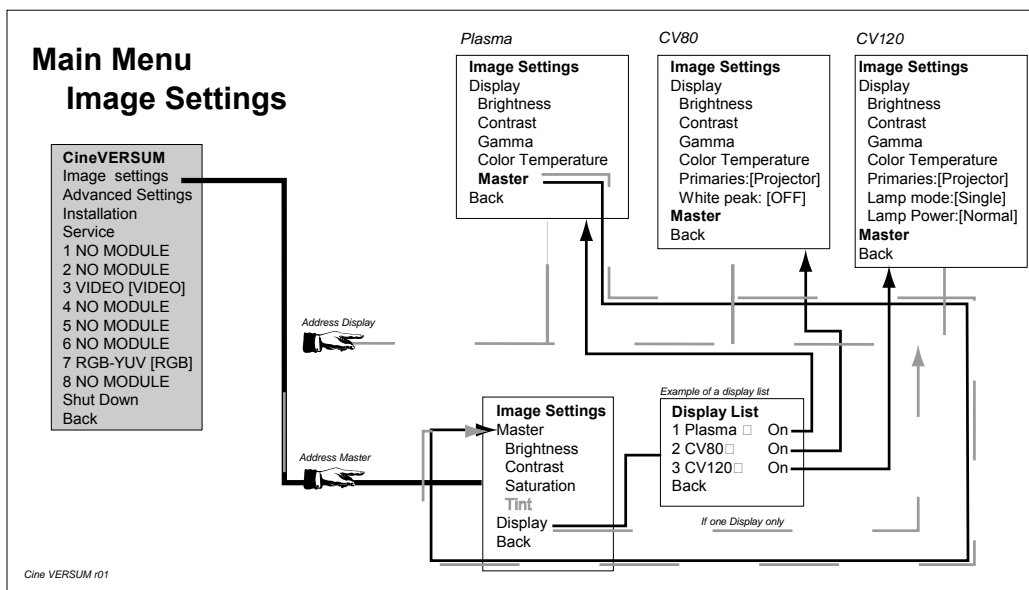 Main Menu
Image Settings
CineVERSUM
Image settings
Advanced Settings
Installation
Service
1 NO MODULE
2 NO MODULE
3 VIDEO [VIDEO]
4 NO MODULE
5 NO MODULE
6 NO MODULE
7 RGB-YUV [RGB]
8 NO MODULE
Shut Down
Back
Plasma
Image Settings
Display
Brightness
Contrast
Gamma
Color Temperature
Master
Back
CV80
Image Settings
Display
Brightness
Contrast
Gamma
Color Temperature
Primaries:[Projector]
White peak: [OFF]
Master
Back
CV120
Image Settings
Display
Brightness
Contrast
Gamma
Color Temperature
Primaries:[Projector]
Lamp mode:[Single]
Lamp Power:[Normal]
Master
Back
Address Display
Address Master
Image Settings
Master
Brightness
Contrast
Saturation
Tint
Display
Back
Example of a display list
Display List
1 Plasma □ On
2 CV80□ On
3 CV120□ On
Back
If one Display only
Cine VERSUM r01